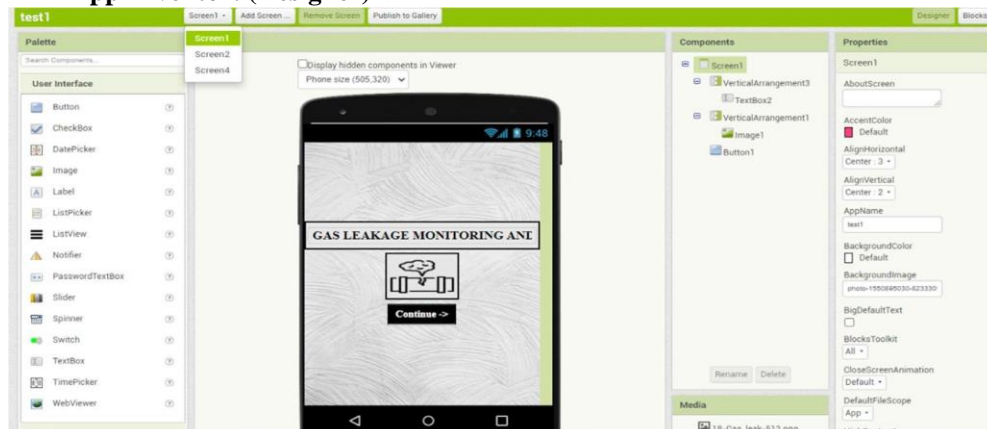 test1
Screen1
Add Screen ...
Remove Screen
Publish to Gallery
Designer
Blocks
Screen1
Screen2
Screen4
Palette
Search Components...
User Interface
Button
CheckBox
DatePicker
Image
Label
ListPicker
ListView
Notifier
PasswordTextBox
Slider
Spinner
Switch
TextBox
TimePicker
WebViewer
Display hidden components in Viewer
Phone size (505,320)
9:48
GAS LEAKAGE MONITORING AND
Continue ->
Components
Screen1
VerticalArrangement3
TextBox2
VerticalArrangement1
Image1
Button1
Rename
Delete
Media
Properties
Screen1
AboutScreen
AccentColor
Default
AlignHorizontal
Center : 3
AlignVertical
Center : 2
AppName
test1
BackgroundColor
Default
BackgroundImage
BigDefaultText
BlocksToolkit
All
CloseScreenAnimation
Default
DefaultFileScope
App